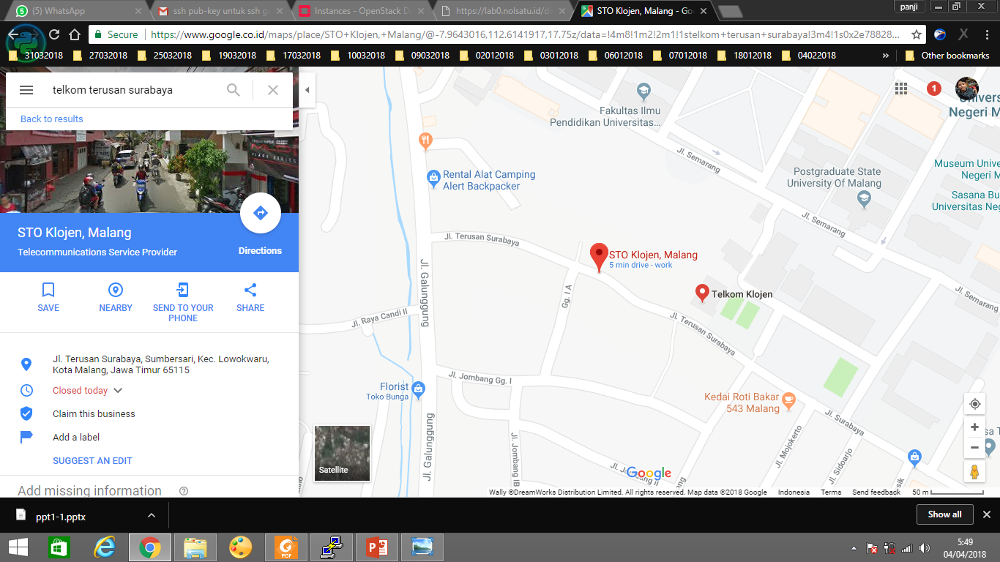 (5) WhatsApp
ssh pub-key untuk ssh g
Instances - OpenStack D
https://lab0.nolsatu.id/da
STO Klojen, Malang - Go
panji
Secure
https://www.google.co.id/maps/place/STO+Klojen,+Malang/@-7.9643016,112.6141917,17.75z/data=!4m8!1m2!2m1!1stelkom+terusan+surabaya!3m4!1s0x2e78828...
31032018
27032018
25032018
19032018
17032018
10032018
09032018
02012018
03012018
06012018
07012018
18012018
04022018
»
Other bookmarks
telkom terusan surabaya
Back to results
STO Klojen, Malang
Telecommunications Service Provider
Directions
SAVE
NEARBY
SEND TO YOUR
PHONE
SHARE
Jl. Terusan Surabaya, Sumbersari, Kec. Lowokwaru,
Kota Malang, Jawa Timur 65115
Closed today
Claim this business
Add a label
SUGGEST AN EDIT
Add missing information
1
Universi
Negeri M
Fakultas Ilmu
Pendidikan Universitas...
Jl. Semarang
Rental Alat Camping
Alert Backpacker
Postgraduate State
University Of Malang
Museum Unive
Negeri M
Sasana Bu
Universitas Neg
Jl. Semarang
Jl. Terusan Surabaya
STO Klojen, Malang
5 min drive - work
Jl. Galunggung
Gg. I A
Telkom Klojen
Jl. Semarang
Jl. Raya Candi II
Jl. Terusan Surabaya
Jl. Jombang Gg. I
Florist
Toko Bunga
Kedai Roti Bakar
543 Malang
Jl. Galunggung
Jl. Surabaya
Jl. Jombang IB
Jl. Mojokerto
Jl. Sidoarjo
sa T
Satellite
Google
Wally ©DreamWorks Distribution Limited. All rights reserved. Map data ©2018 Google
Indonesia
Terms
Send feedback
50 m
ppt1-1.pptx
Show all
PDF
5:49
04/04/2018